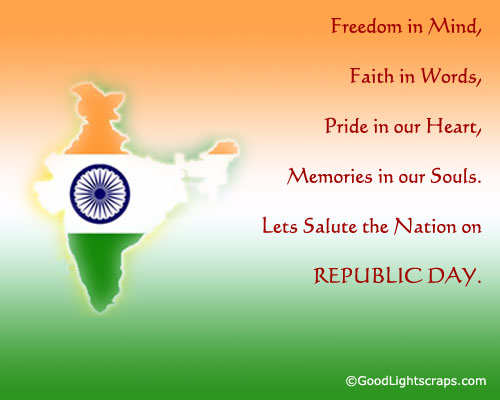 Freedom in Mind,
Faith in Words,
Pride in our Heart,
Memories in our Souls.
Lets Salute the Nation on
REPUBLIC DAY.
©GoodLightscraps.com